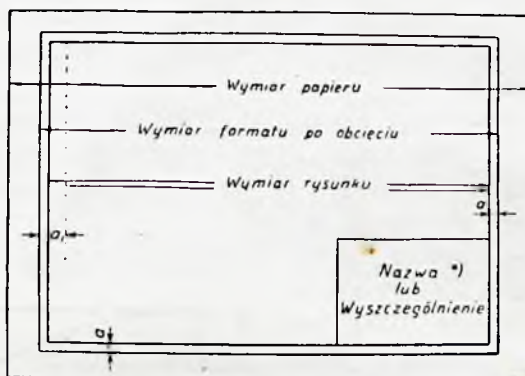 Wymiar papieru
Wymiar formatu po obcięciu
Wymiar rysunku
a
a₁
Nazwa *)
lub
Wyszczególnienie
a